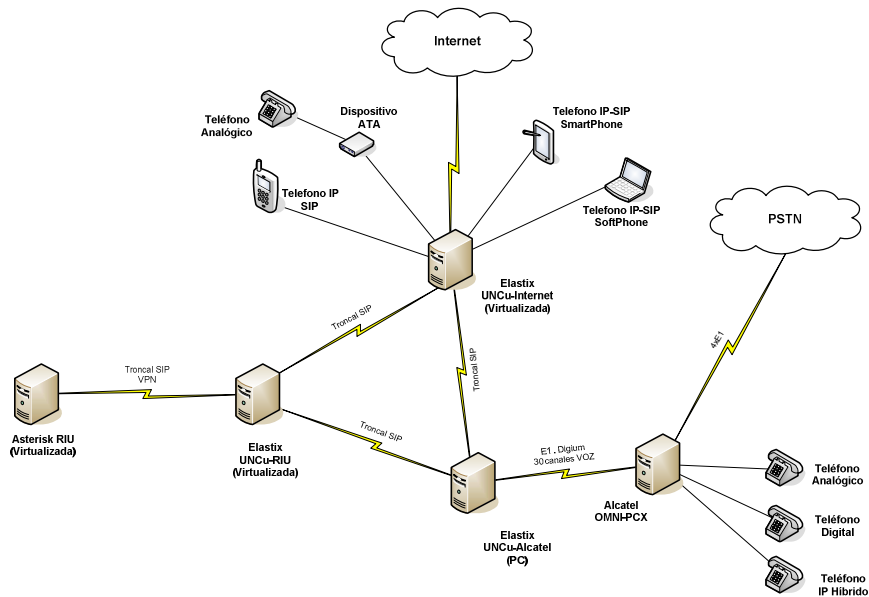 Internet
Teléfono
Analógico
Dispositivo
ATA
Telefono IP-SIP
SmartPhone
Telefono IP
SIP
Telefono IP-SIP
SoftPhone
PSTN
Elastix
UNCu-Internet
(Virtualizada)
Troncal SIP
Troncal SIP
4xE1
Troncal SIP
VPN
Asterisk RIU
(Virtualizada)
Elastix
UNCu-RIU
(Virtualizada)
Troncal SIP
E1. Digium
30canales VOZ
Elastix
UNCu-Alcatel
(PC)
Alcatel
OMNI-PCX
Teléfono
Analógico
Teléfono
Digital
Teléfono
IP Hibrido